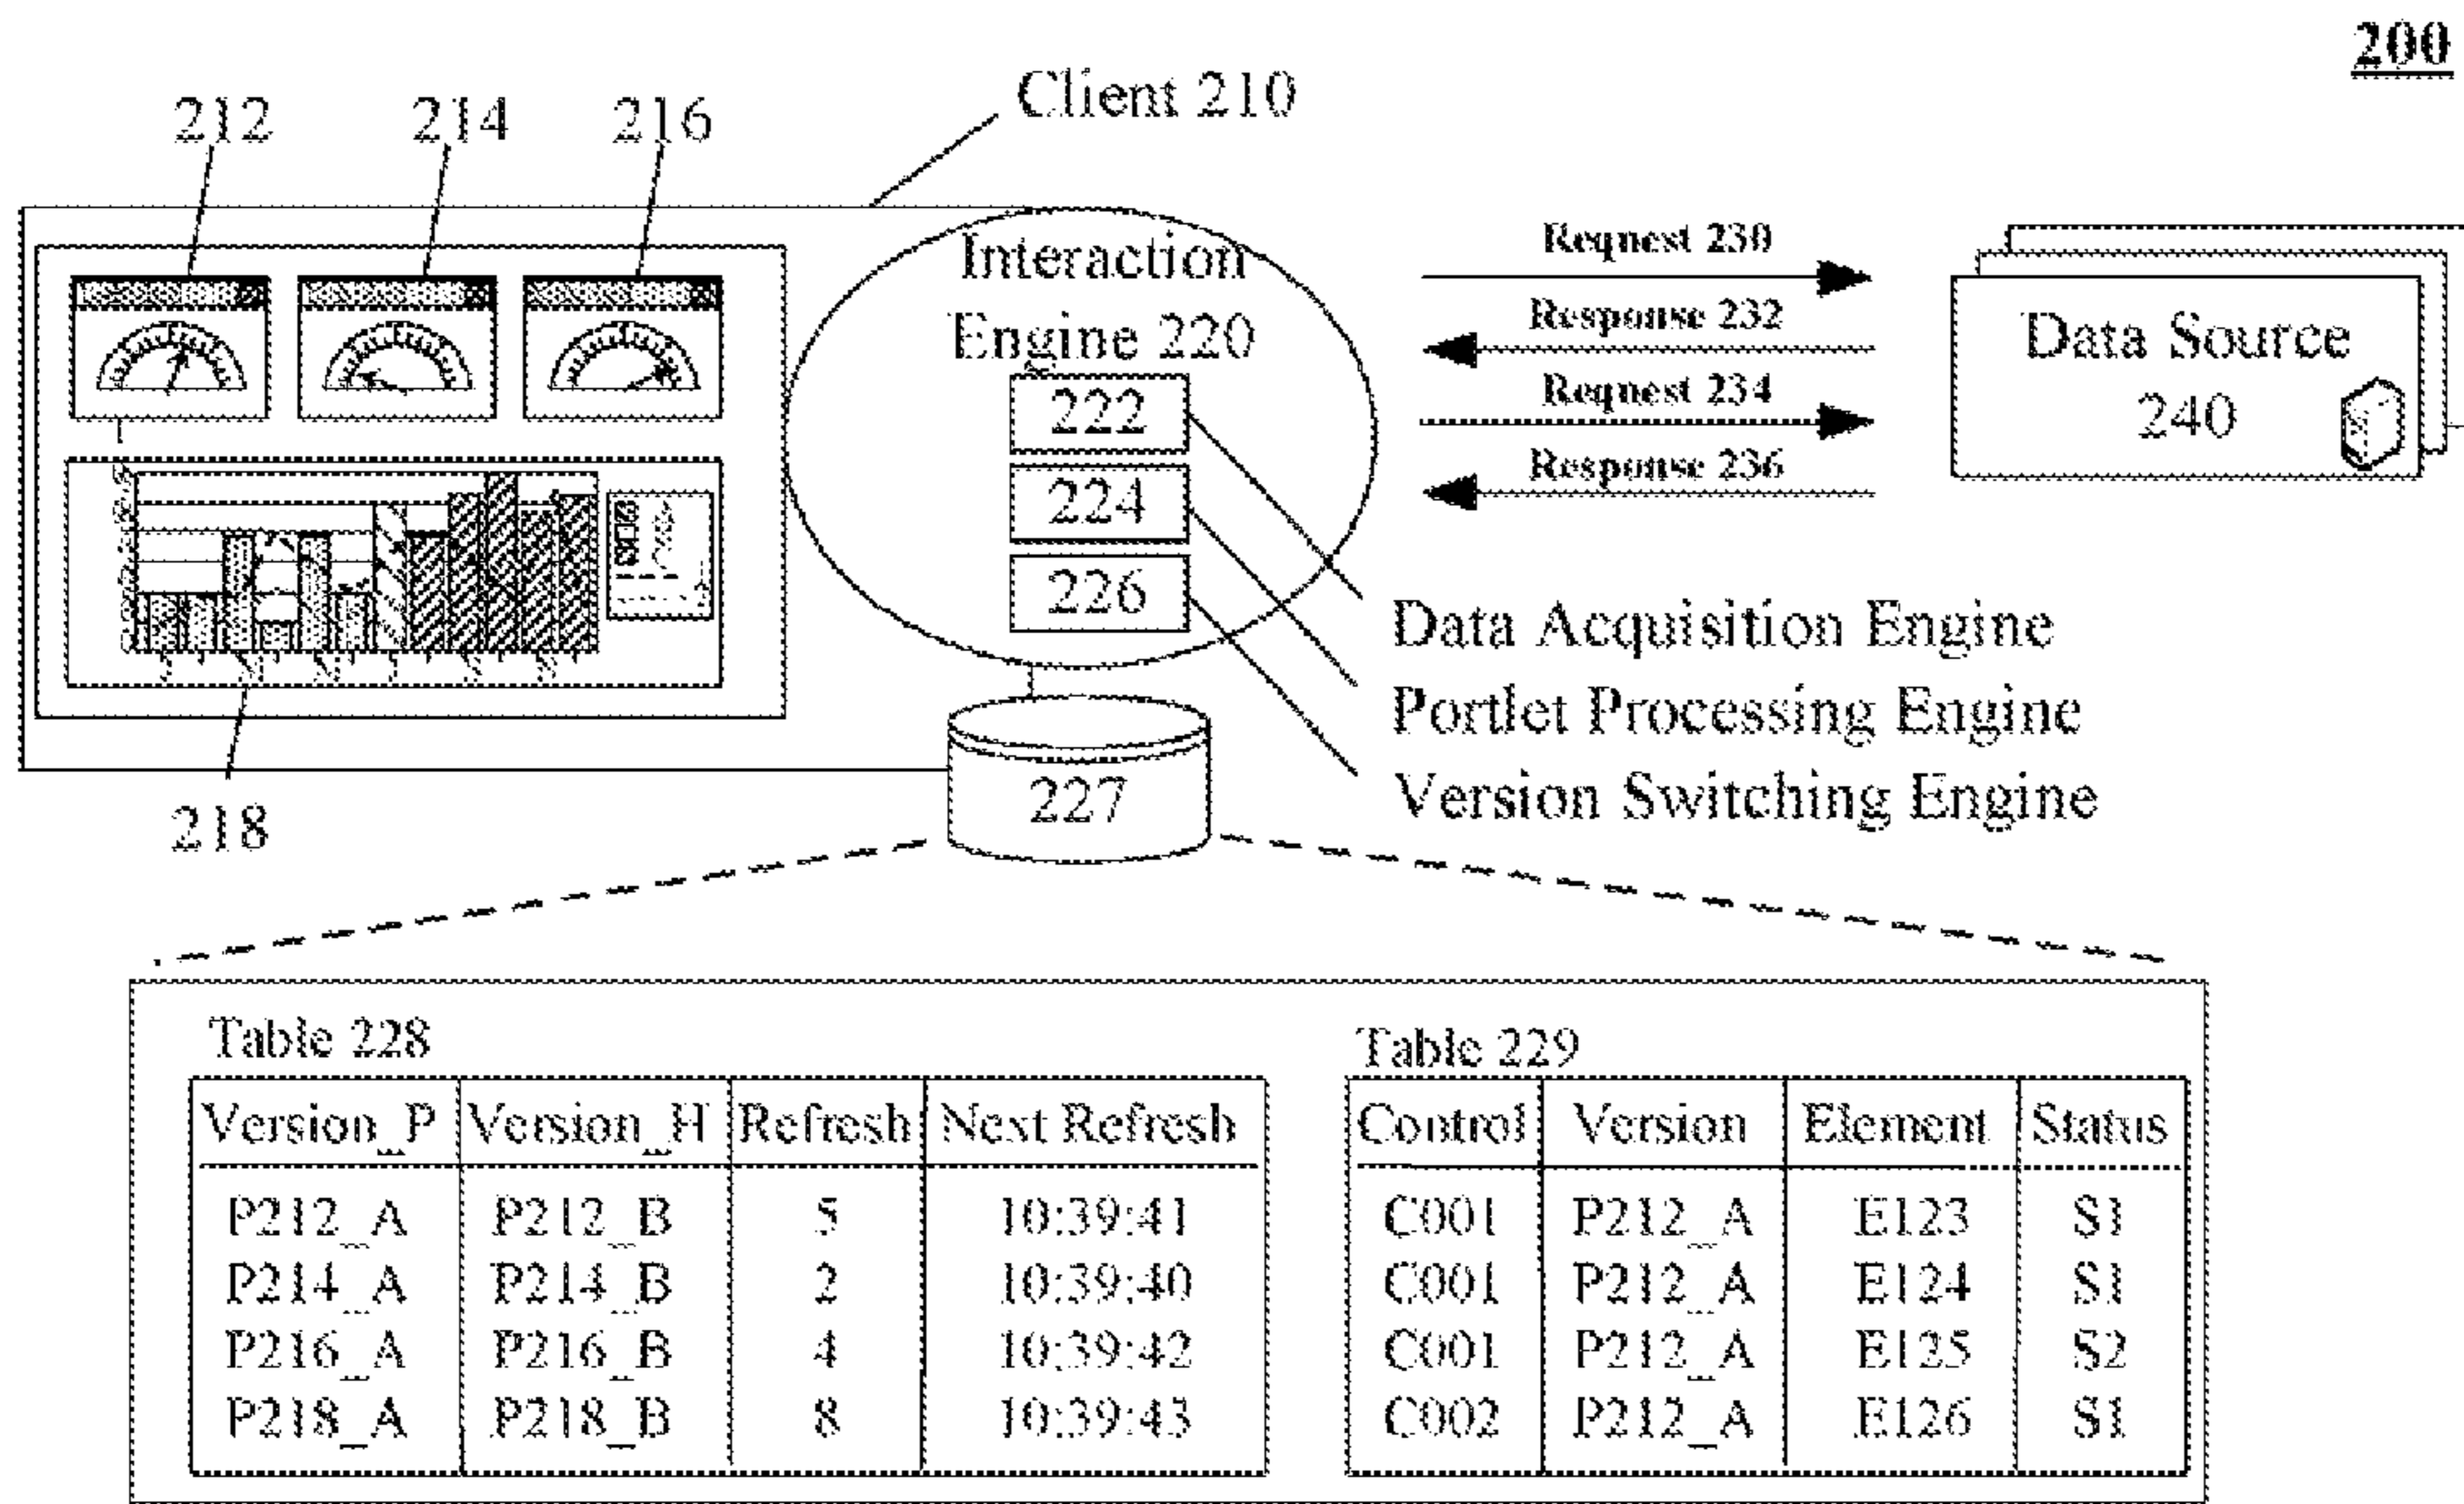 200
212 214 216 Client 210
Interaction
Engine 220
222
224
226
Request 230
Response 232
Request 234
Response 236
Data Source
240
Data Acquisition Engine
Portlet Processing Engine
Version Switching Engine
218
227
Table 228
Version_P Version_H Refresh Next Refresh
P212_A P212_B 5 10:39:41
P214_A P214_B 2 10:39:40
P216_A P216_B 4 10:39:42
P218_A P218_B 8 10:39:43
Table 229
Control Version Element Status
C001 P212_A E123 S1
C001 P212_A E124 S1
C001 P212_A E125 S2
C002 P212_A E126 S1